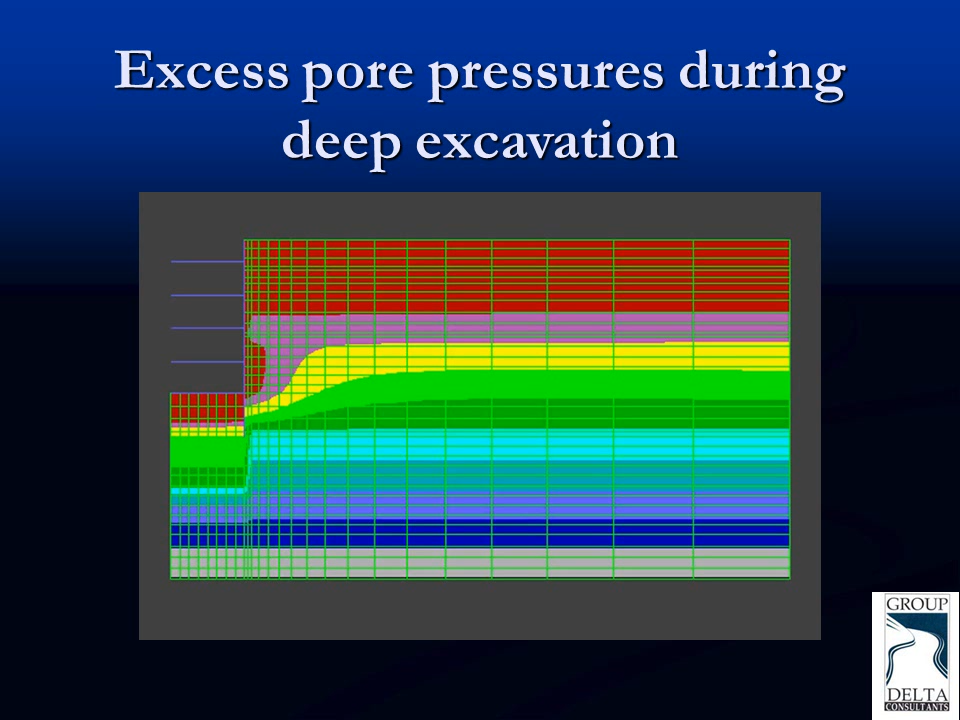 Excess pore pressures during
deep excavation
GROUP
DELTA
CONSULTANTS